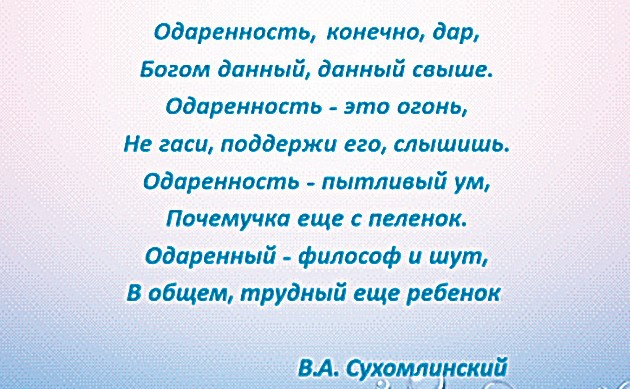 Одаренность, конечно, дар,
Богом данный, данный свыше.
Одаренность - это огонь,
Не гаси, поддержи его, слышишь.
Одаренность - пытливый ум,
Почемучка еще с пеленок.
Одаренный - философ и шут,
В общем, трудный еще ребенок
В.А. Сухомлинский